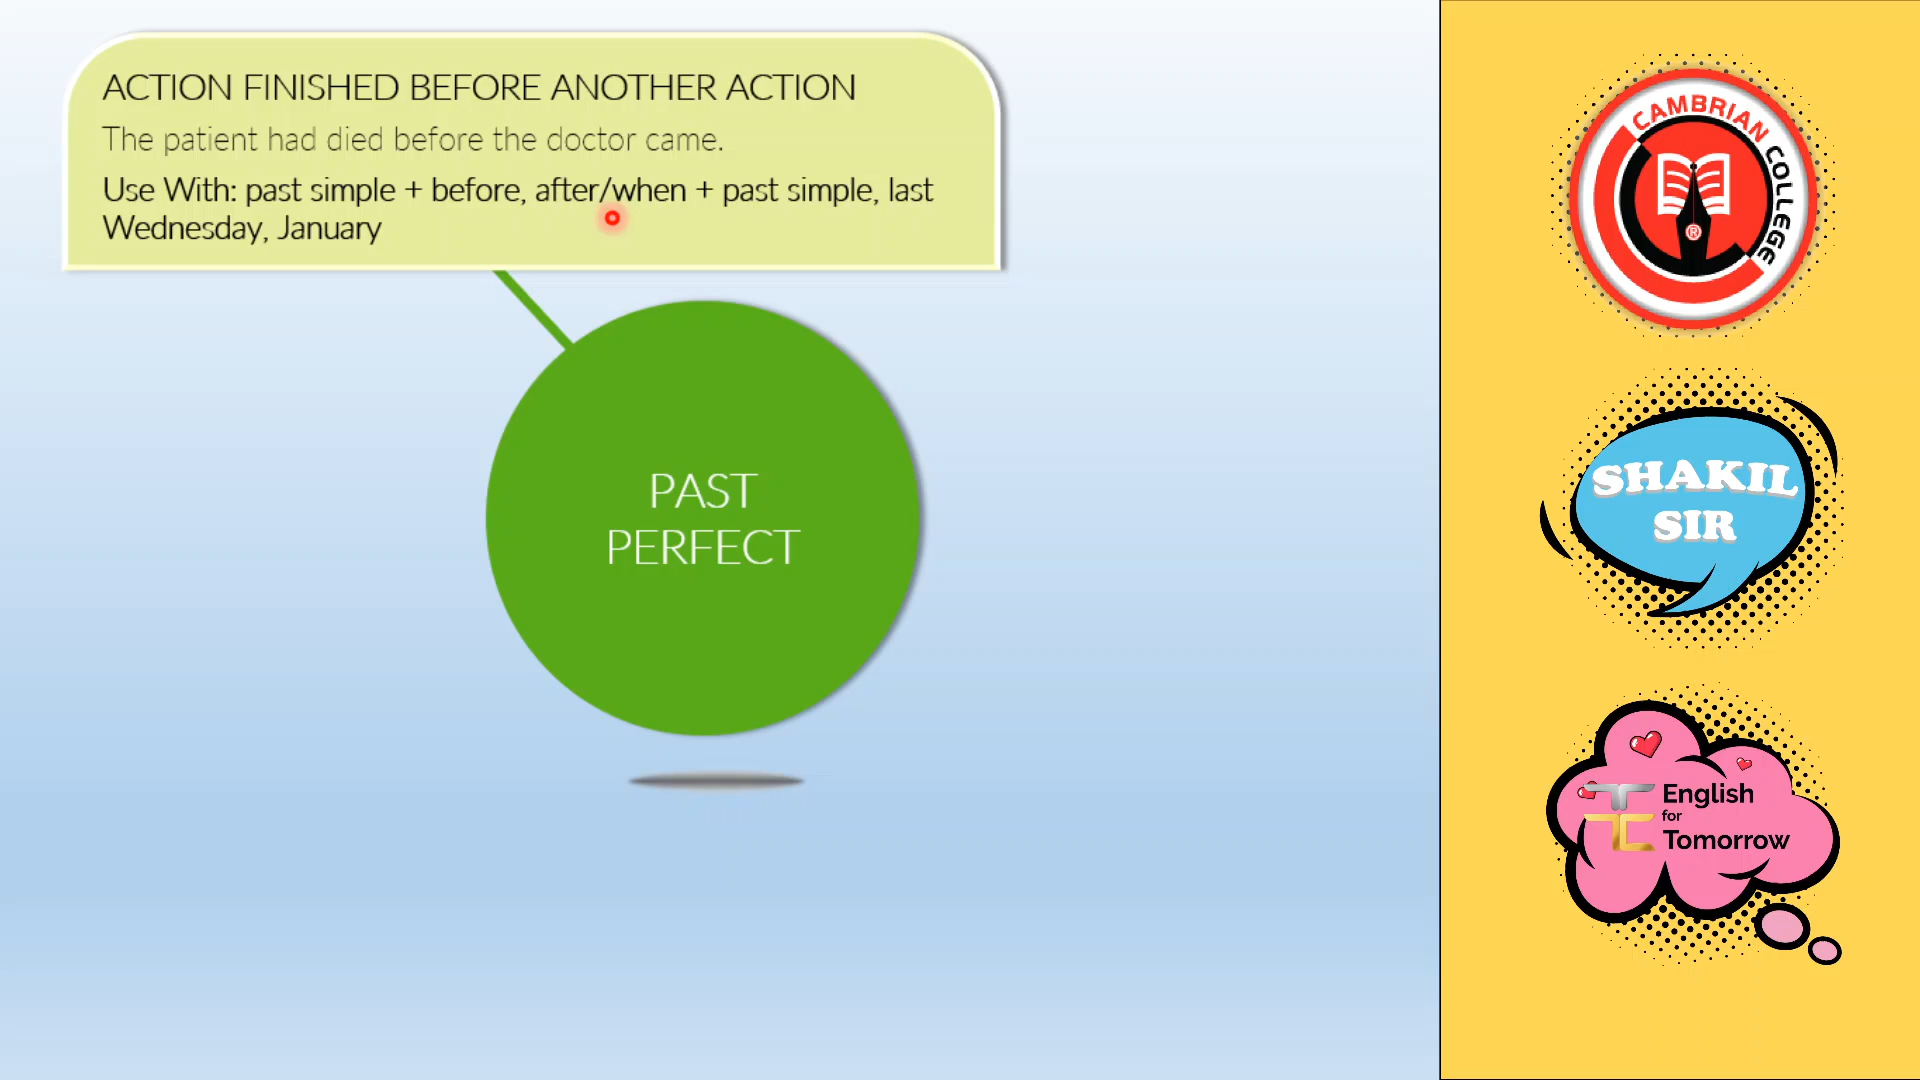 ACTION FINISHED BEFORE ANOTHER ACTION
The patient had died before the doctor came.
Use With: past simple + before, after/when + past simple, last
Wednesday, January
PAST
PERFECT
CAMBRIAN COLLEGE
®
SHAKIL
SIR
English
for
Tomorrow